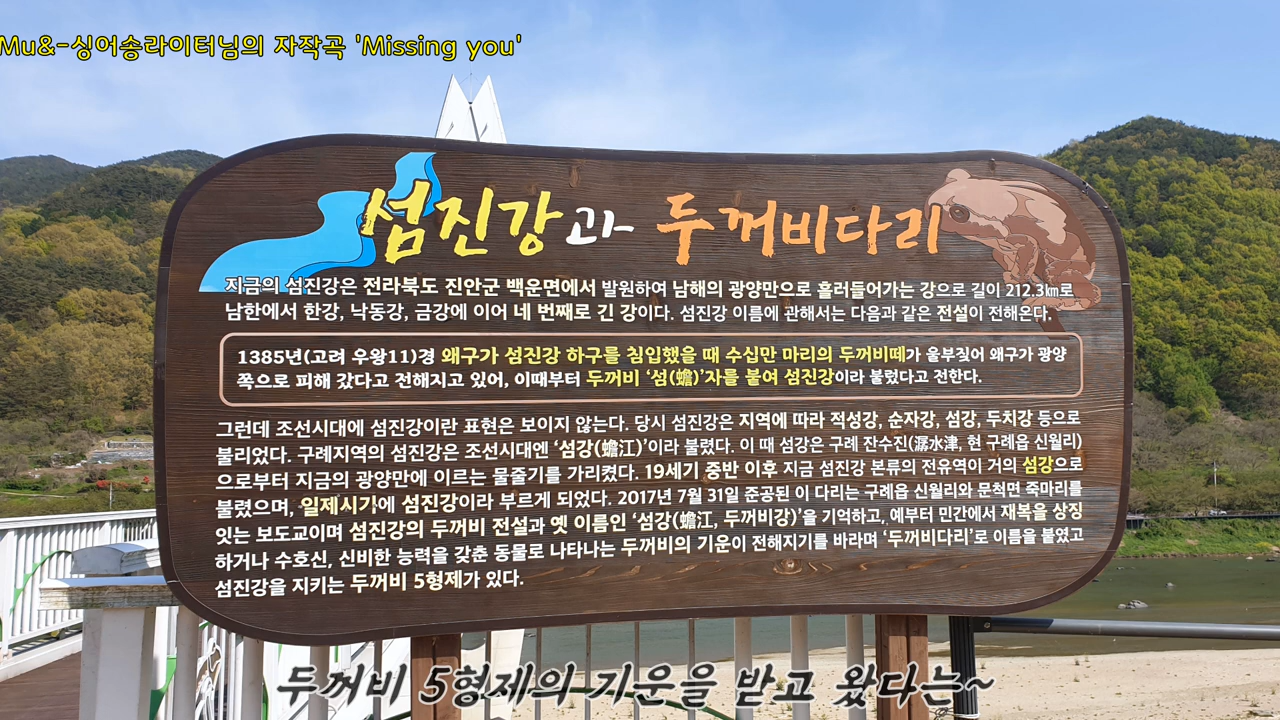 Mu&-싱어송라이터님의 자작곡 'Missing you'
섬진강과 두꺼비다리
지금의 섬진강은 전라북도 진안군 백운면에서 발원하여 남해의 광양만으로 흘러들어가는 강으로 길이 212.3㎞로
남한에서 한강, 낙동강, 금강에 이어 네 번째로 긴 강이다. 섬진강 이름에 관해서는 다음과 같은 전설이 전해온다.
1385년(고려 우왕11)경 왜구가 섬진강 하구를 침입했을 때 수십만 마리의 두꺼비떼가 울부짖어 왜구가 광양
쪽으로 피해 갔다고 전해지고 있어, 이때부터 두꺼비 ‘섬(蟾)’자를 붙여 섬진강이라 불렀다고 전한다.
그런데 조선시대에 섬진강이란 표현은 보이지 않는다. 당시 섬진강은 지역에 따라 적성강, 순자강, 섬강, 두치강 등으로
불리었다. 구례지역의 섬진강은 조선시대엔 ‘섬강(蟾江)’이라 불렸다. 이 때 섬강은 구례 잔수진(潺水津, 현 구례읍 신월리)
으로부터 지금의 광양만에 이르는 물줄기를 가리켰다. 19세기 중반 이후 지금 섬진강 본류의 전유역이 거의 섬강으로
불렸으며, 일제시기에 섬진강이라 부르게 되었다. 2017년 7월 31일 준공된 이 다리는 구례읍 신월리와 문척면 죽마리를
잇는 보도교이며 섬진강의 두꺼비 전설과 옛 이름인 ‘섬강(蟾江, 두꺼비강)’을 기억하고, 예부터 민간에서 재복을 상징
하거나 수호신, 신비한 능력을 갖춘 동물로 나타나는 두꺼비의 기운이 전해지기를 바라며 ‘두꺼비다리’로 이름을 붙였고
섬진강을 지키는 두꺼비 5형제가 있다.
두꺼비 5형제의 기운을 받고 왔다는~